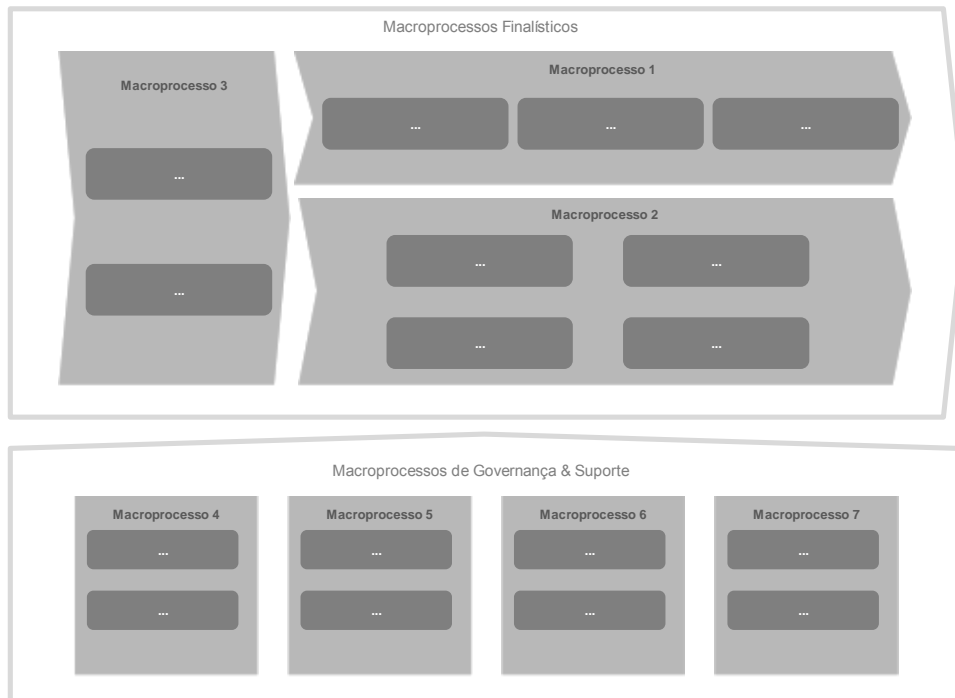 Macroprocessos Finalísticos
Macroprocesso 3
...
...
Macroprocesso 1
...
...
...
Macroprocesso 2
...
...
...
...
Macroprocessos de Governança & Suporte
Macroprocesso 4
...
...
Macroprocesso 5
...
...
Macroprocesso 6
...
...
Macroprocesso 7
...
...